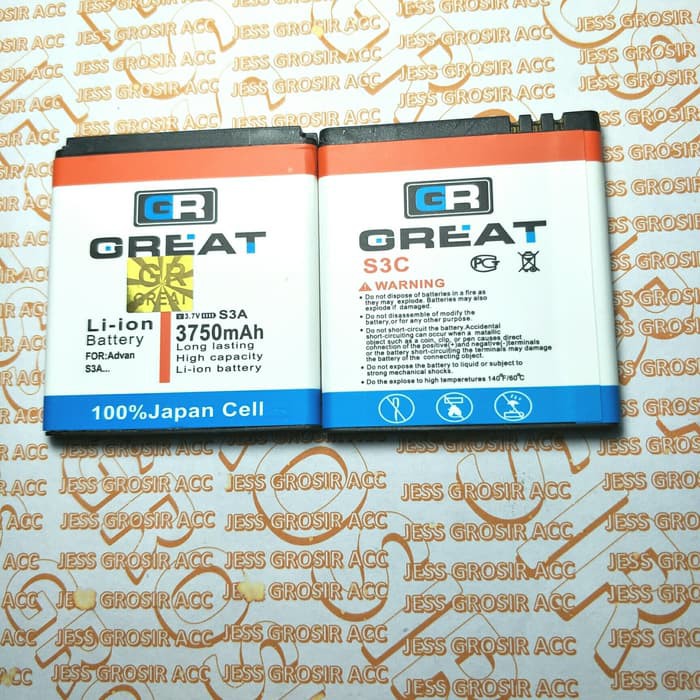 GR
GREAT
GR
GREAT
3.7V S3A
Li-ion
Battery
FOR:Advan
S3A...
3750mAh
Long lasting
High capacity
Li-ion battery
100%Japan Cell
GR
GREAT
S3C
PG
WARNING
• Do not dispose of batteries in a fire as
they may explode. Batteries may also
explode if damaged.
• Do not disassemble of modify the
battery,or for any other purpose.
• Do not short-circuit the battery.Accidental
short-circuiting can occur when a metallic
object such as a coin, clip, or pen causes direct
connection of the positive(+)and negative(-)terminals
or short-circuiting the terminals may damage
the battery of the connecting object.
• Do not expose the battery to liquid or subject to
strong mechanical shocks.
• Do the explose to high temperetures 140°F/60°C
JESS GROSIR ACC